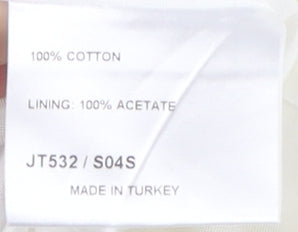 100% COTTON
LINING: 100% ACETATE
JT532 / S04S
MADE IN TURKEY